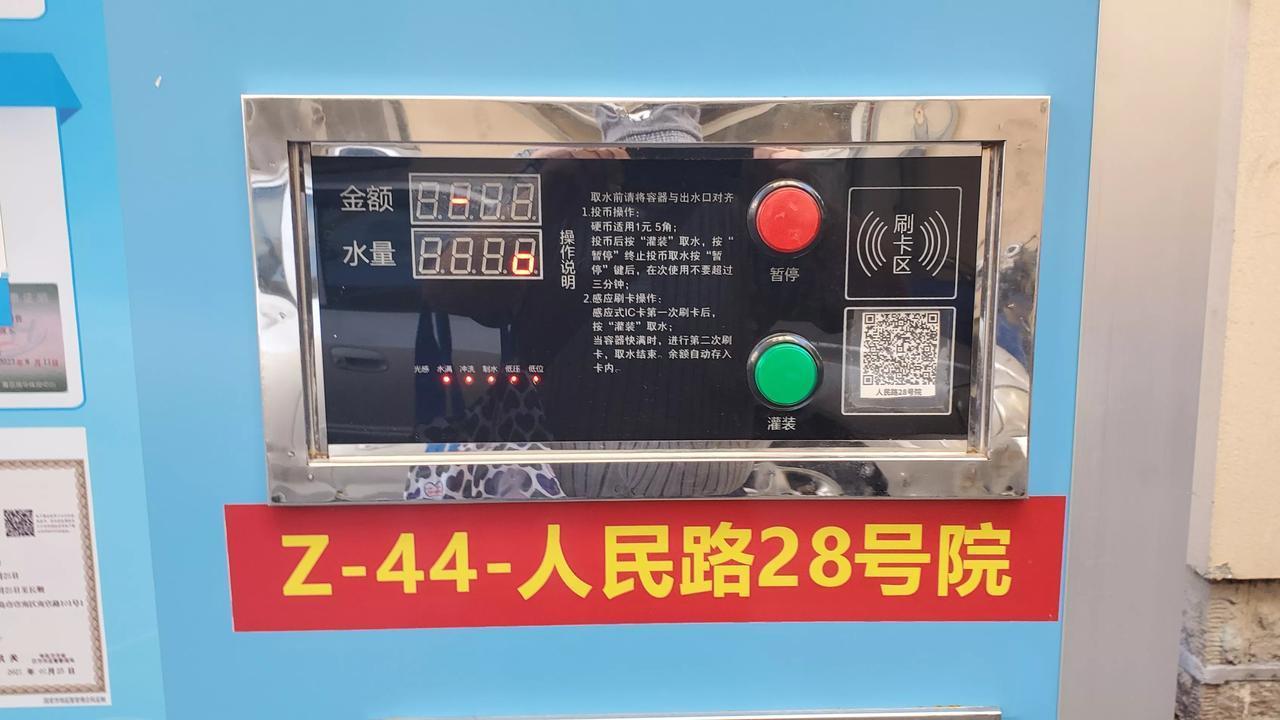 金额
水量
操作说明
取水前请将容器与出水口对齐
1.投币操作：
硬币适用1元 5角；
投币后按“灌装”取水，按“
暂停”终止投币取水按“暂
停”键后，在次使用不要超过
三分钟；
2.感应刷卡操作：
感应式IC卡第一次刷卡后，
按“灌装”取水；
当容器快满时，进行第二次刷
卡，取水结束。余额自动存入
卡内。
光感 水满 冲洗 制水 低压 低位
暂停
灌装
刷卡区
人民路28号院
Z-44-人民路28号院